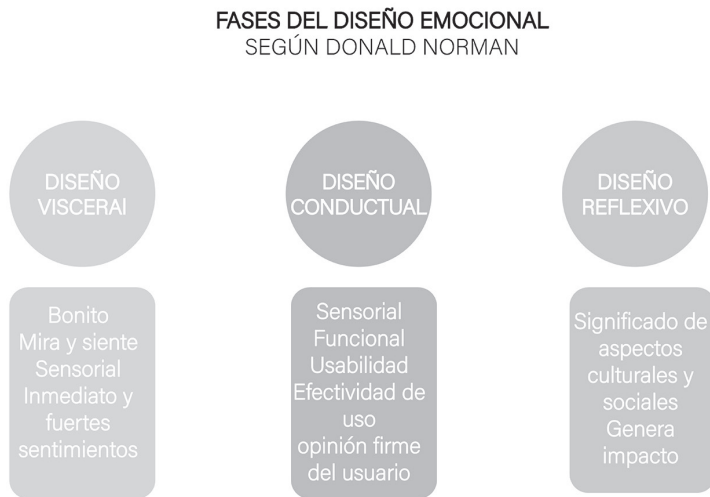 FASES DEL DISEÑO EMOCIONAL
SEGÚN DONALD NORMAN
DISEÑO
VISCERAl
DISEÑO
CONDUCTUAL
DISEÑO
REFLEXIVO
Bonito
Mira y siente
Sensorial
Inmediato y
fuertes
sentimientos
Sensorial
Funcional
Usabilidad
Efectividad de
uso
opinión firme
del usuario
Significado de
aspectos
culturales y
sociales
Genera
impacto